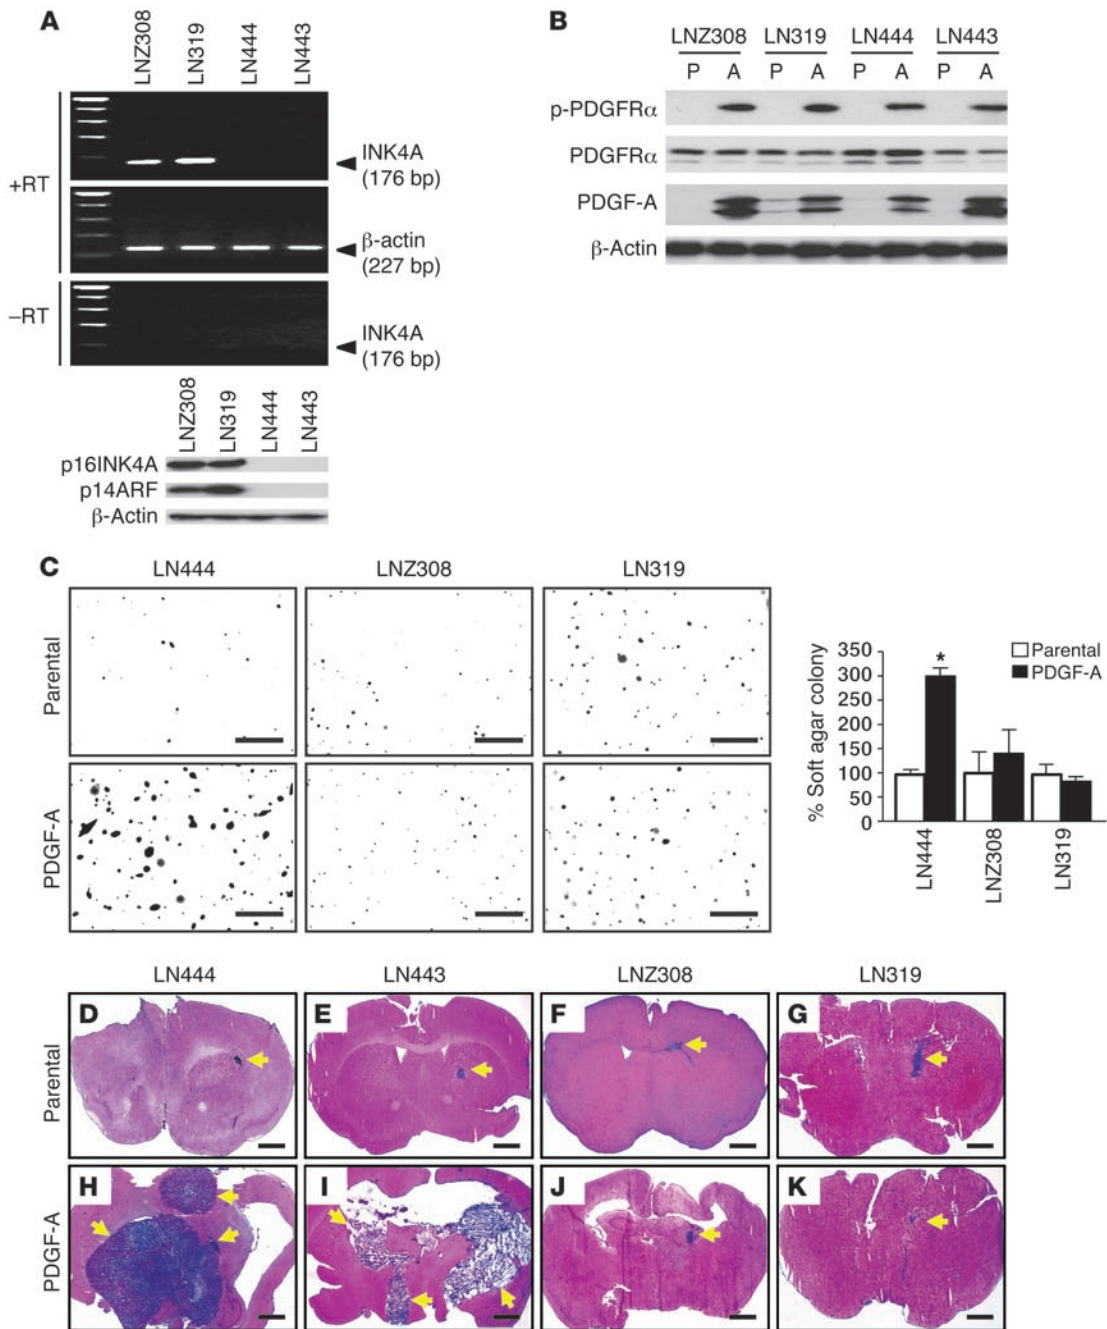 A
LNZ308 LN319 LN444 LN443
+RT
INK4A
(176 bp)
β-actin
(227 bp)
–RT
INK4A
(176 bp)
LNZ308 LN319 LN444 LN443
p16INK4A
p14ARF
β-Actin
B
LNZ308 LN319 LN444 LN443
P A P A P A P A
p-PDGFRα
PDGFRα
PDGF-A
β-Actin
C
LN444 LNZ308 LN319
Parental
PDGF-A
% Soft agar colony
350
300
250
200
150
100
50
0
*
Parental
PDGF-A
LN444 LNZ308 LN319
LN444 LN443 LNZ308 LN319
Parental
D E F G
PDGF-A
H I J K